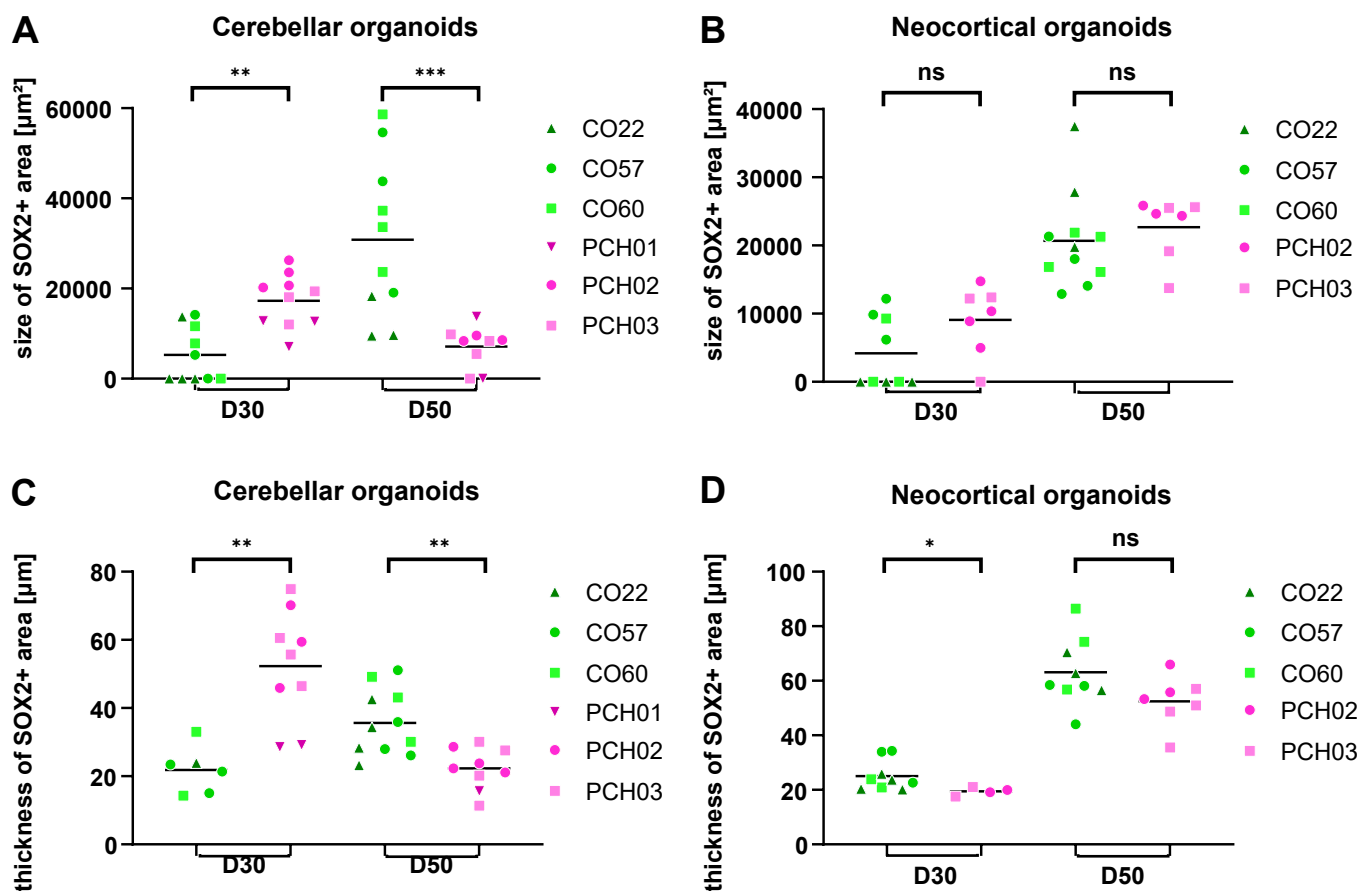 A
Cerebellar organoids
** ***
size of SOX2+ area [µm²]
60000
40000
20000
0
D30 D50
CO22
CO57
CO60
PCH01
PCH02
PCH03
B
Neocortical organoids
ns ns
size of SOX2+ area [µm²]
40000
30000
20000
10000
0
D30 D50
CO22
CO57
CO60
PCH02
PCH03
C
Cerebellar organoids
** **
thickness of SOX2+ area [µm]
80
60
40
20
0
D30 D50
CO22
CO57
CO60
PCH01
PCH02
PCH03
D
Neocortical organoids
* ns
thickness of SOX2+ area [µm]
100
80
60
40
20
0
D30 D50
CO22
CO57
CO60
PCH02
PCH03